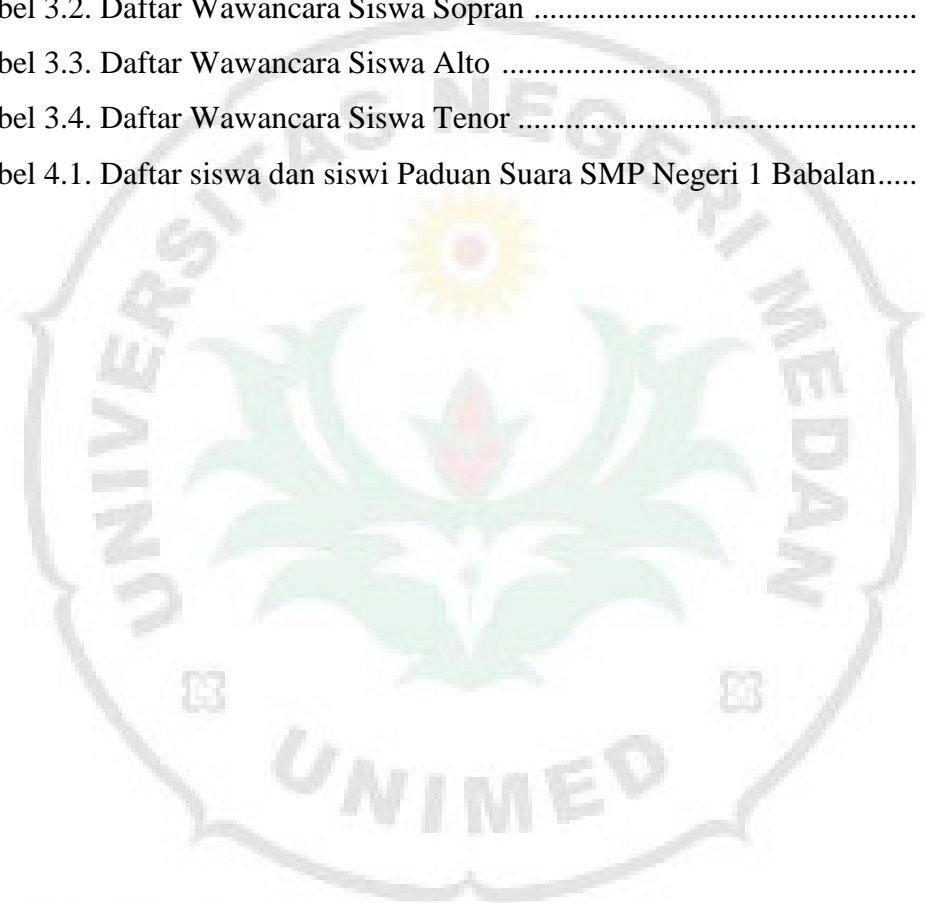 bel 3.2. Daftar Wawancara Siswa Sopran ..........................................
bel 3.3. Daftar Wawancara Siswa Alto .............................................
bel 3.4. Daftar Wawancara Siswa Tenor ...........................................
bel 4.1. Daftar siswa dan siswi Paduan Suara SMP Negeri 1 Babalan.....
UNIVERSITAS NEGERI MEDAN
UNIMED